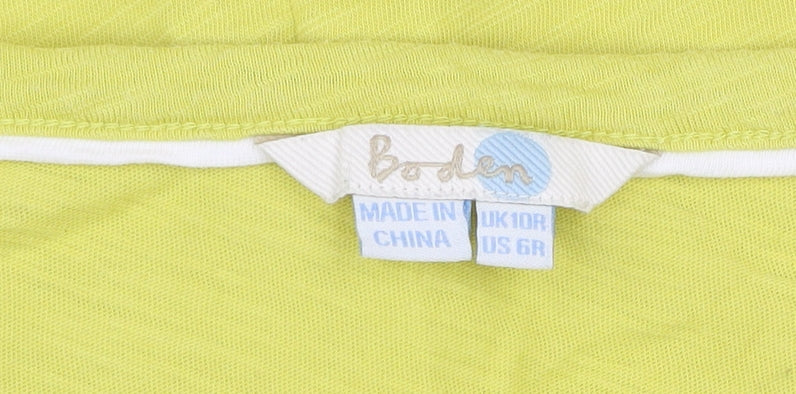 Boden
MADE IN
CHINA
UK10R
US 6R